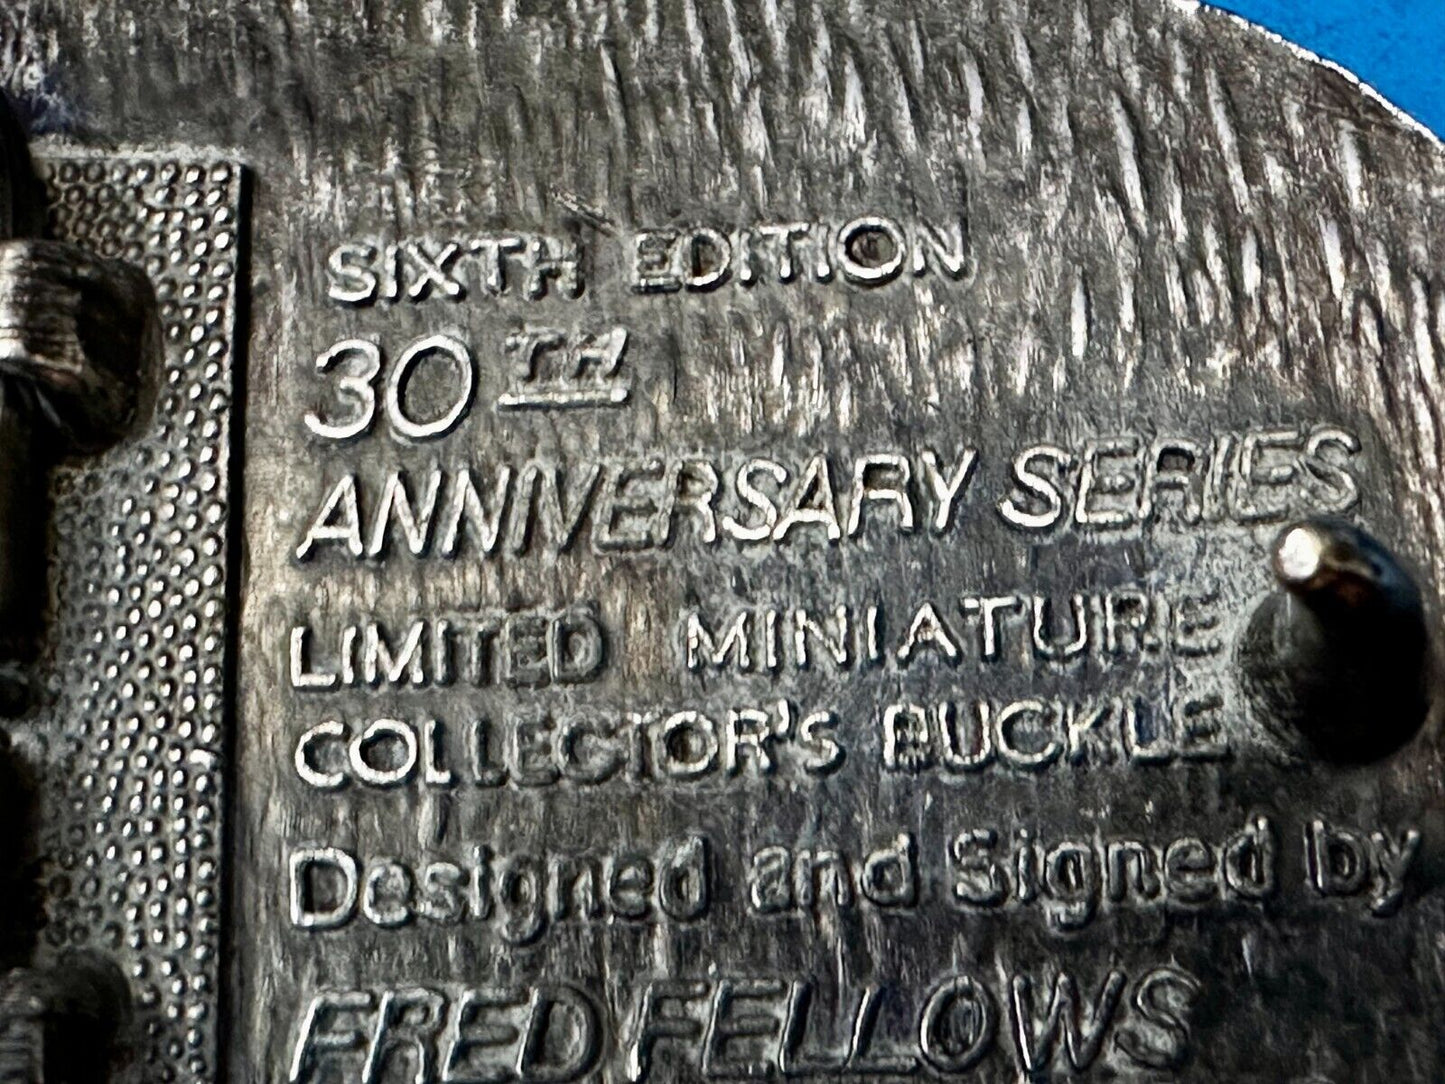 SIXTH EDITION
30TH
ANNIVERSARY SERIES
LIMITED MINIATURE
COLLECTOR'S BUCKLE
Designed and Signed by
FRED FELLOWS